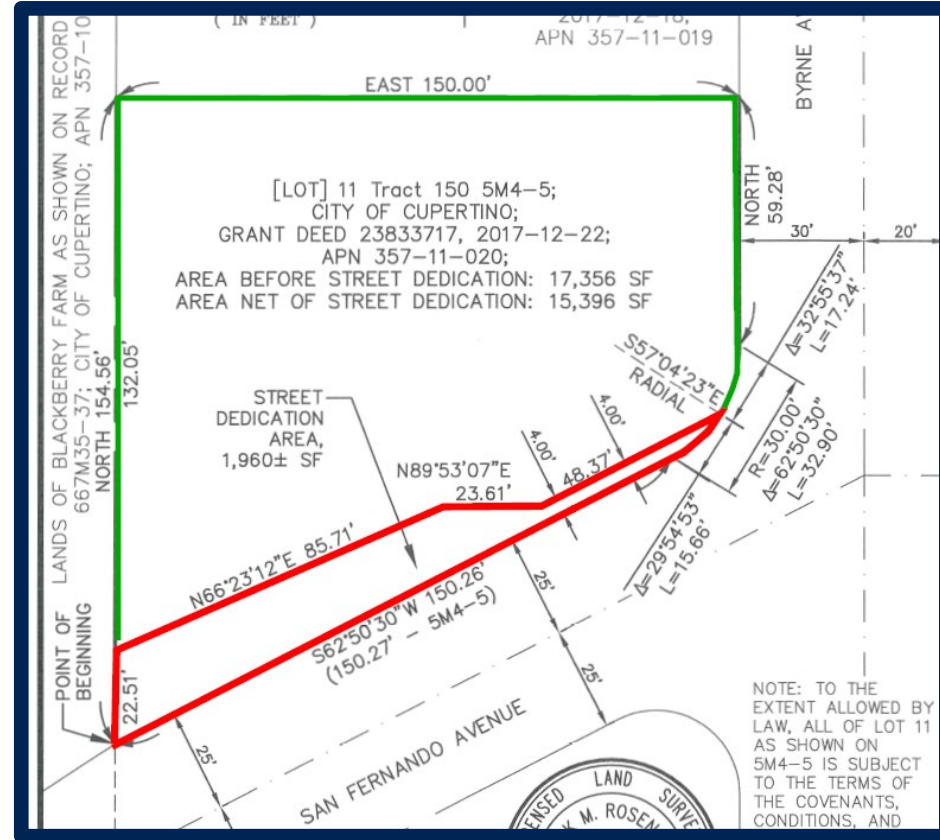 ( IN FEET )
2017-12-18,
APN 357-11-019
BYRNE A
LANDS OF BLACKBERRY FARM AS SHOWN ON RECORD
667M35-37; CITY OF CUPERTINO; APN 357-10
EAST 150.00'
NORTH
59.28'
[LOT] 11 Tract 150 5M4-5;
CITY OF CUPERTINO;
GRANT DEED 23833717, 2017-12-22;
APN 357-11-020;
AREA BEFORE STREET DEDICATION: 17,356 SF
AREA NET OF STREET DEDICATION: 15,396 SF
30'
20'
Δ=32°55'37"
L=17.24'
S57°04'23"E
RADIAL
NORTH 154.56'
132.05'
STREET
DEDICATION
AREA,
1,960± SF
4.00'
4.00'
R=30.00'
Δ=62°50'30"
L=32.90'
N89°53'07"E
23.61'
48.37'
Δ=29°54'53"
L=15.66'
N66°23'12"E 85.71'
S62°50'30"W 150.26'
(150.27' - 5M4-5)
25'
25'
25'
POINT OF
BEGINNING
22.51'
SAN FERNANDO AVENUE
NOTE: TO THE
EXTENT ALLOWED BY
LAW, ALL OF LOT 11
AS SHOWN ON
5M4-5 IS SUBJECT
TO THE TERMS OF
THE COVENANTS,
CONDITIONS, AND
ENSED LAND SURVE
K M. ROSEN